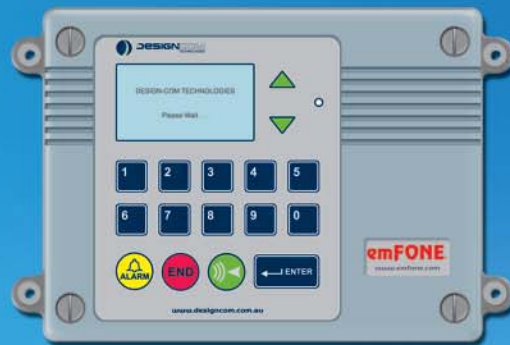 DESIGNCOM
TECHNOLOGIES
DESIGN-COM TECHNOLOGIES
Please Wait ...
1 2 3 4 5
6 7 8 9 0
ALARM END ENTER
emFONE
www.emfone.com
www.designcom.com.au